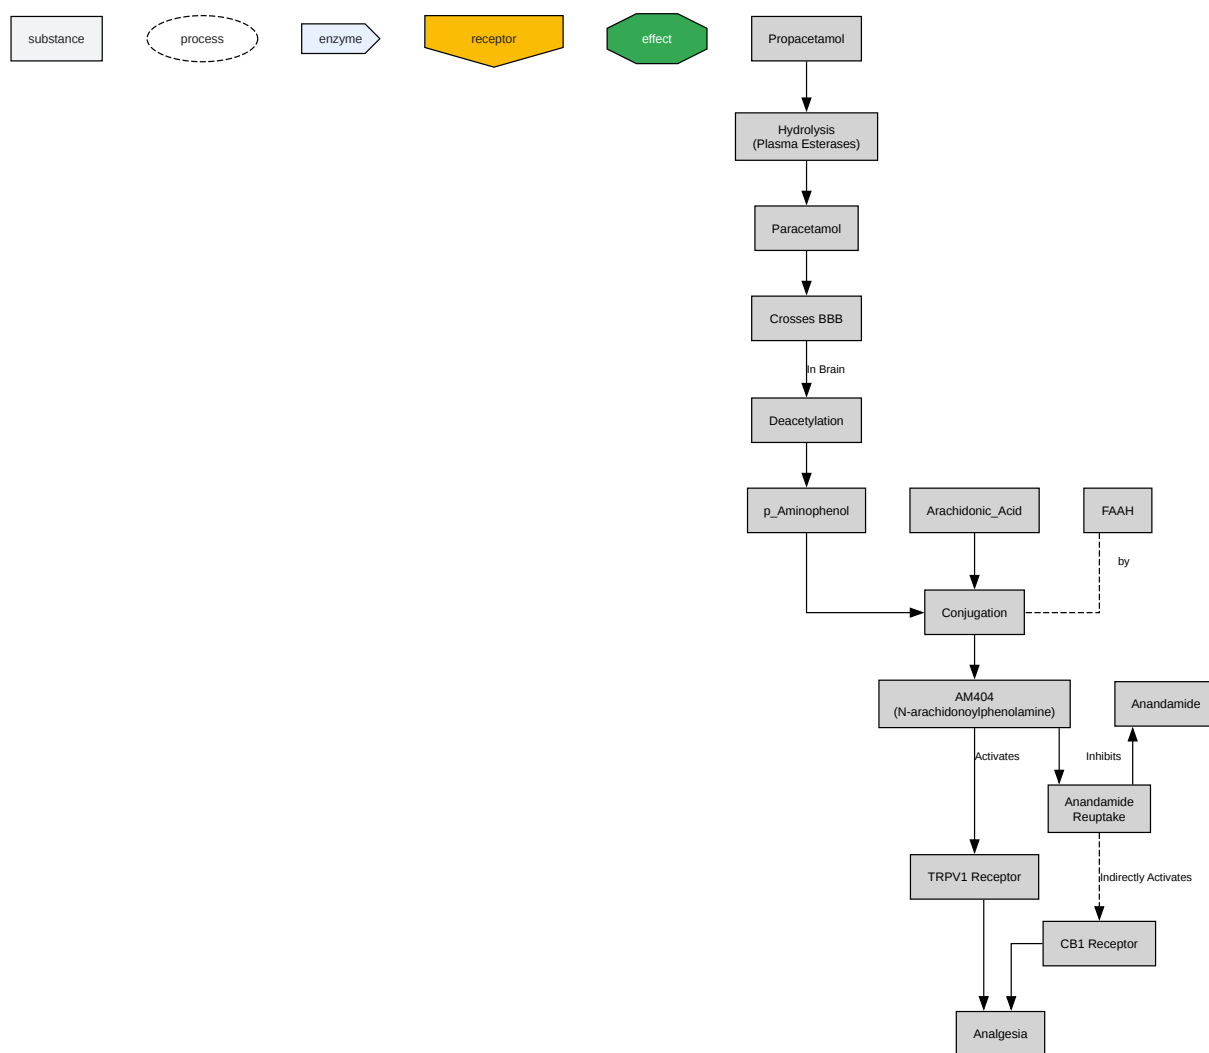 substance
process
enzyme
receptor
effect
Propacetamol
Hydrolysis
(Plasma Esterases)
Paracetamol
Crosses BBB
In Brain
Deacetylation
p_Aminophenol
Arachidonic_Acid
FAAH
by
Conjugation
AM404
(N-arachidonoylphenolamine)
Anandamide
Activates
Inhibits
Anandamide
Reuptake
TRPV1 Receptor
Indirectly Activates
CB1 Receptor
Analgesia